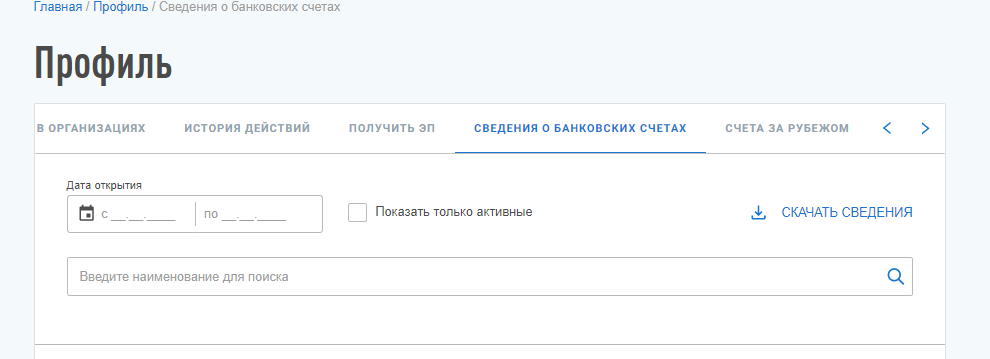 Главная / Профиль / Сведения о банковских счетах
Профиль
В ОРГАНИЗАЦИЯХ ИСТОРИЯ ДЕЙСТВИЙ ПОЛУЧИТЬ ЭП СВЕДЕНИЯ О БАНКОВСКИХ СЧЕТАХ СЧЕТА ЗА РУБЕЖОМ
Дата открытия
с __.__.____ по __.__.____ Показать только активные СКАЧАТЬ СВЕДЕНИЯ
Введите наименование для поиска